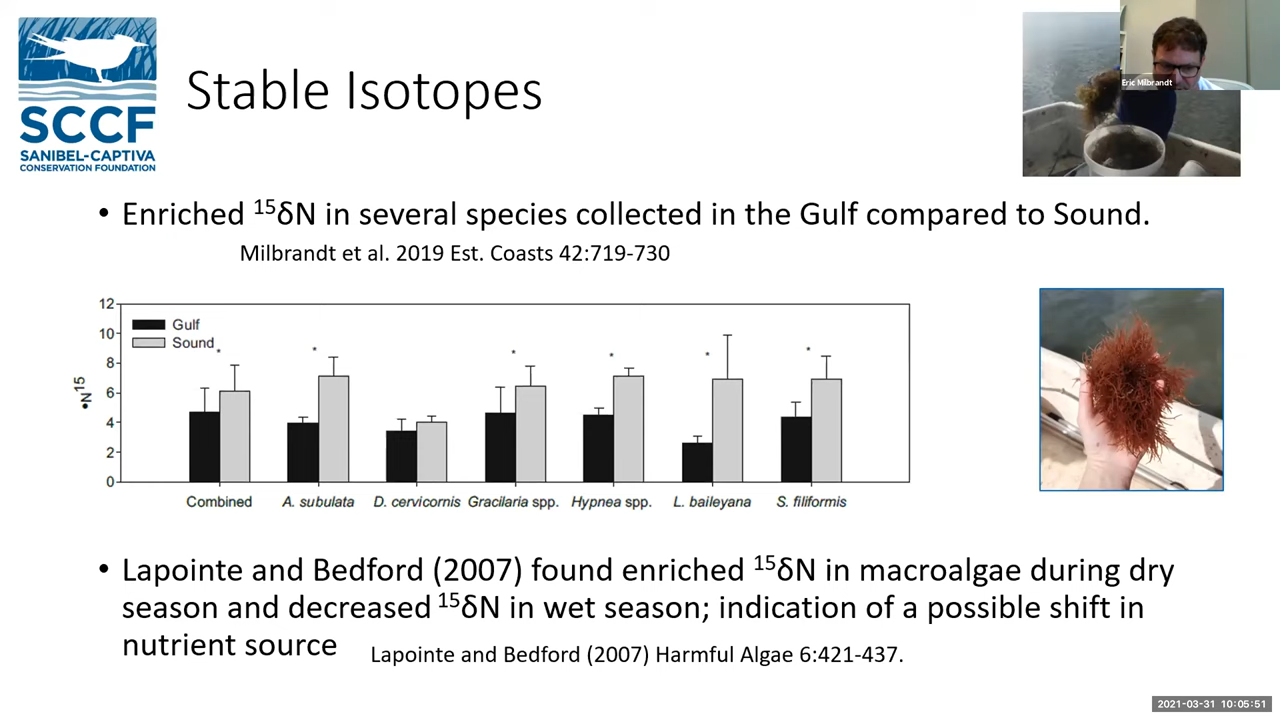 SCCF
SANIBEL-CAPTIVA
CONSERVATION FOUNDATION
Stable Isotopes
Eric Milbrandt
• Enriched ¹⁵δN in several species collected in the Gulf compared to Sound.
Milbrandt et al. 2019 Est. Coasts 42:719-730
12
10
8
6
4
2
0
•N¹⁵
Gulf
Sound
* * * * * *
Combined A. subulata D. cervicornis Gracilaria spp. Hypnea spp. L. baileyana S. filiformis
• Lapointe and Bedford (2007) found enriched ¹⁵δN in macroalgae during dry
season and decreased ¹⁵δN in wet season; indication of a possible shift in
nutrient source
Lapointe and Bedford (2007) Harmful Algae 6:421-437.
2021-03-31 10:05:51